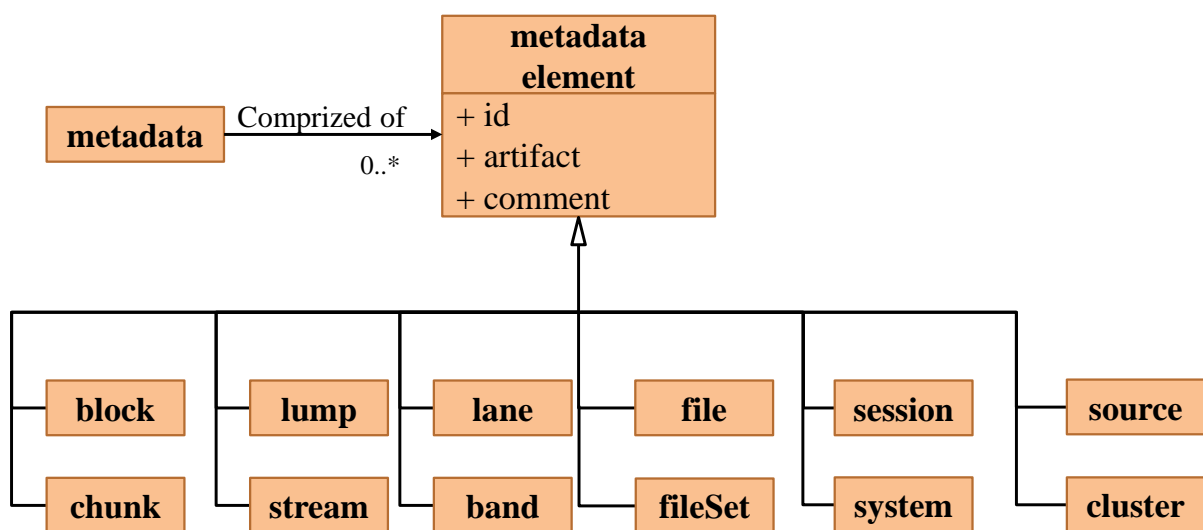 metadata
element
metadata
Comprized of
0..*
+ id
+ artifact
+ comment
block
lump
lane
file
session
source
chunk
stream
band
fileSet
system
cluster